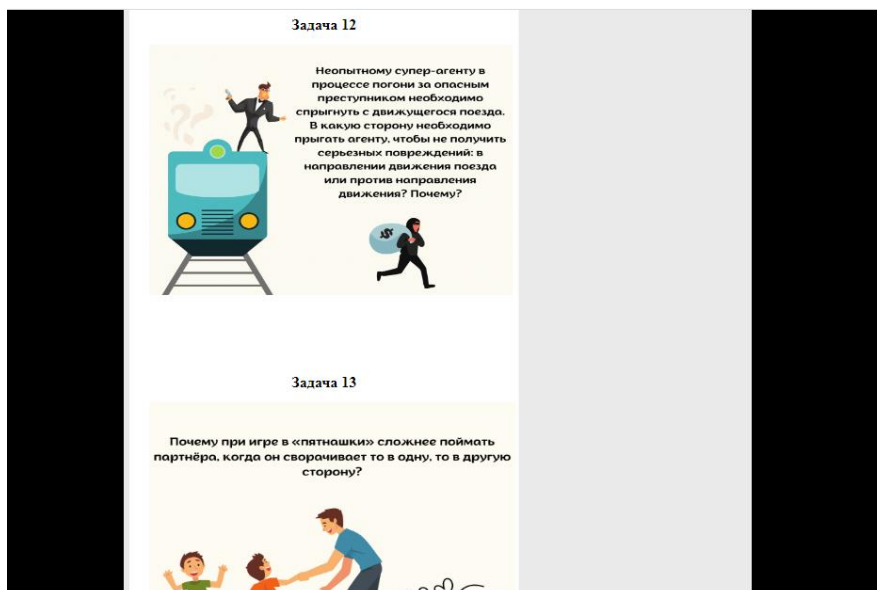 Задача 12
Неопытному супер-агенту в
процессе погони за опасным
преступником необходимо
спрыгнуть с движущегося поезда.
В какую сторону необходимо
прыгать агенту, чтобы не получить
серьезных повреждений: в
направлении движения поезда
или против направления
движения? Почему?
$
Задача 13
Почему при игре в «пятнашки» сложнее поймать
партнёра, когда он сворачивает то в одну, то в другую
сторону?